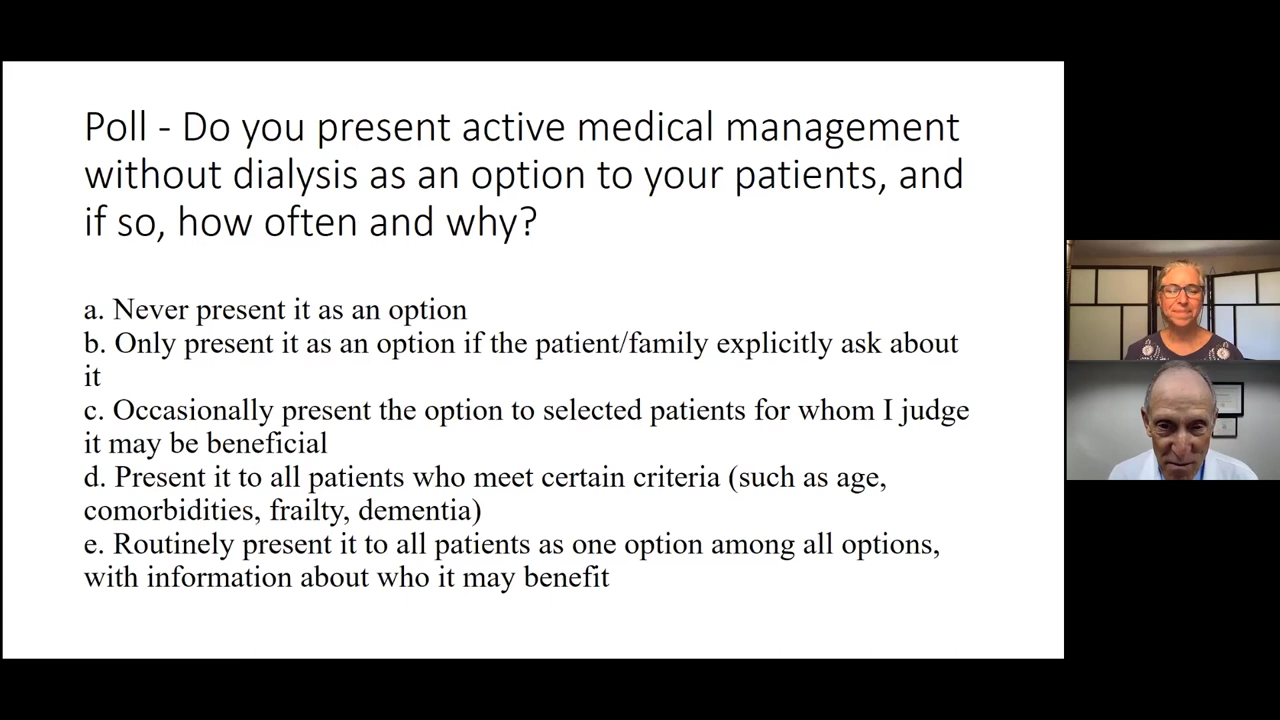 Poll - Do you present active medical management
without dialysis as an option to your patients, and
if so, how often and why?
a. Never present it as an option
b. Only present it as an option if the patient/family explicitly ask about
it
c. Occasionally present the option to selected patients for whom I judge
it may be beneficial
d. Present it to all patients who meet certain criteria (such as age,
comorbidities, frailty, dementia)
e. Routinely present it to all patients as one option among all options,
with information about who it may benefit